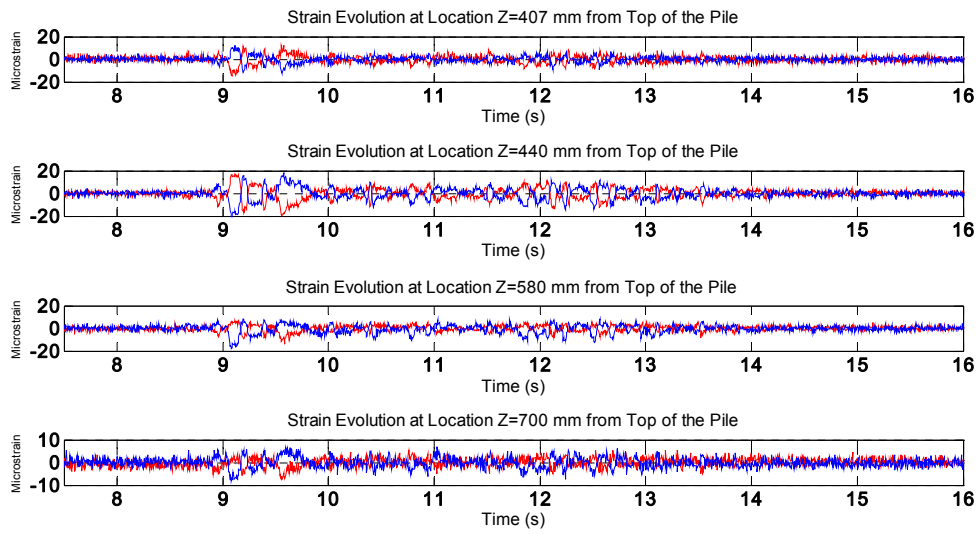 Strain Evolution at Location Z=407 mm from Top of the Pile
Microstrain
20
0
-20
8 9 10 11 12 13 14 15 16
Time (s)
Strain Evolution at Location Z=440 mm from Top of the Pile
Microstrain
20
0
-20
8 9 10 11 12 13 14 15 16
Time (s)
Strain Evolution at Location Z=580 mm from Top of the Pile
Microstrain
20
0
-20
8 9 10 11 12 13 14 15 16
Time (s)
Strain Evolution at Location Z=700 mm from Top of the Pile
Microstrain
10
0
-10
8 9 10 11 12 13 14 15 16
Time (s)